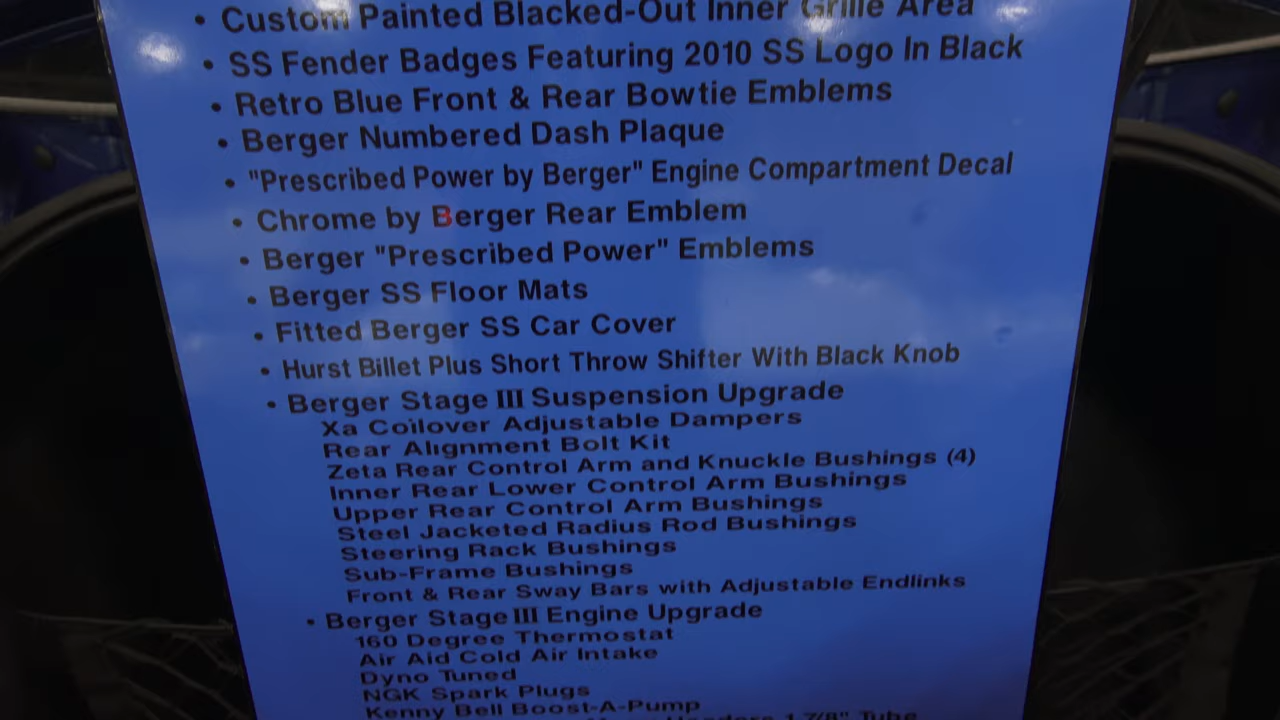 • Custom Painted Blacked-Out Inner Grille Area
• SS Fender Badges Featuring 2010 SS Logo In Black
• Retro Blue Front & Rear Bowtie Emblems
• Berger Numbered Dash Plaque
• "Prescribed Power by Berger" Engine Compartment Decal
• Chrome by Berger Rear Emblem
• Berger "Prescribed Power" Emblems
• Berger SS Floor Mats
• Fitted Berger SS Car Cover
• Hurst Billet Plus Short Throw Shifter With Black Knob
• Berger Stage III Suspension Upgrade
Xa Coilover Adjustable Dampers
Rear Alignment Bolt Kit
Zeta Rear Control Arm and Knuckle Bushings (4)
Inner Rear Lower Control Arm Bushings
Upper Rear Control Arm Bushings
Steel Jacketed Radius Rod Bushings
Steering Rack Bushings
Sub-Frame Bushings
Front & Rear Sway Bars with Adjustable Endlinks
• Berger Stage III Engine Upgrade
160 Degree Thermostat
Air Aid Cold Air Intake
Dyno Tuned
NGK Spark Plugs
Kenny Bell Boost-A-Pump
Headers 1 7/8" Tube